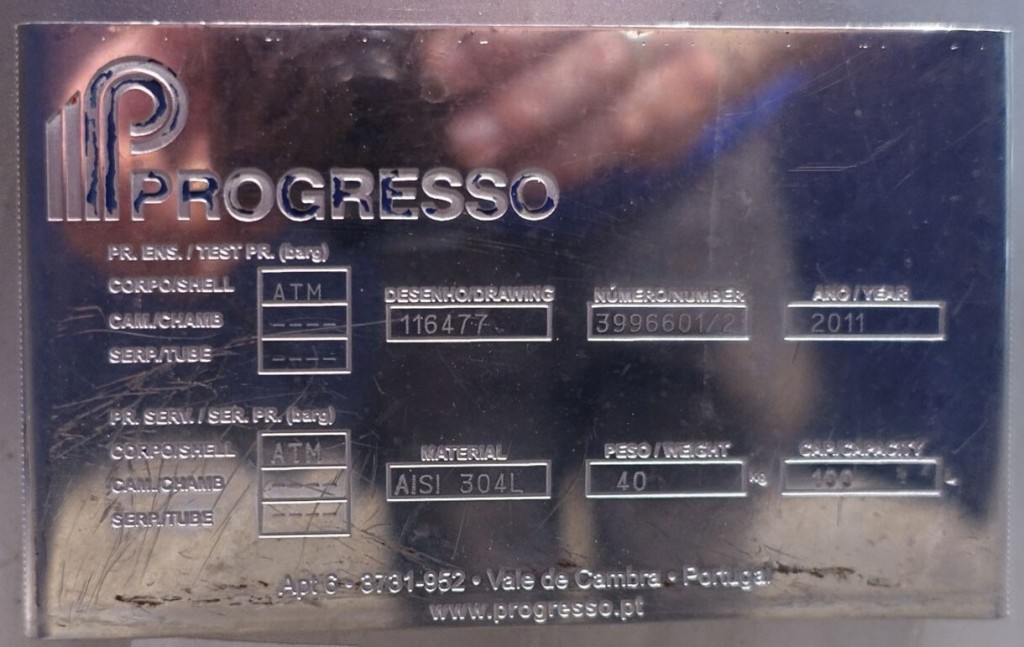 PROGRESSO
PR. ENS. / TEST PR. (barg)
CORPO/SHELL ATM
CAM./CHAMB ----
SERP./TUBE ----
DESENHO/DRAWING
116477
NÚMERO/NUMBER
3996601/2
ANO / YEAR
2011
PR. SERV. / SER. PR. (barg)
CORPO/SHELL ATM
CAM./CHAMB ----
SERP./TUBE ----
MATERIAL
AISI 304L
PESO / WEIGHT
40 Kg
CAP./CAPACITY
100 L
Apt 6 - 3731-952 • Vale de Cambra • Portugal
www.progresso.pt